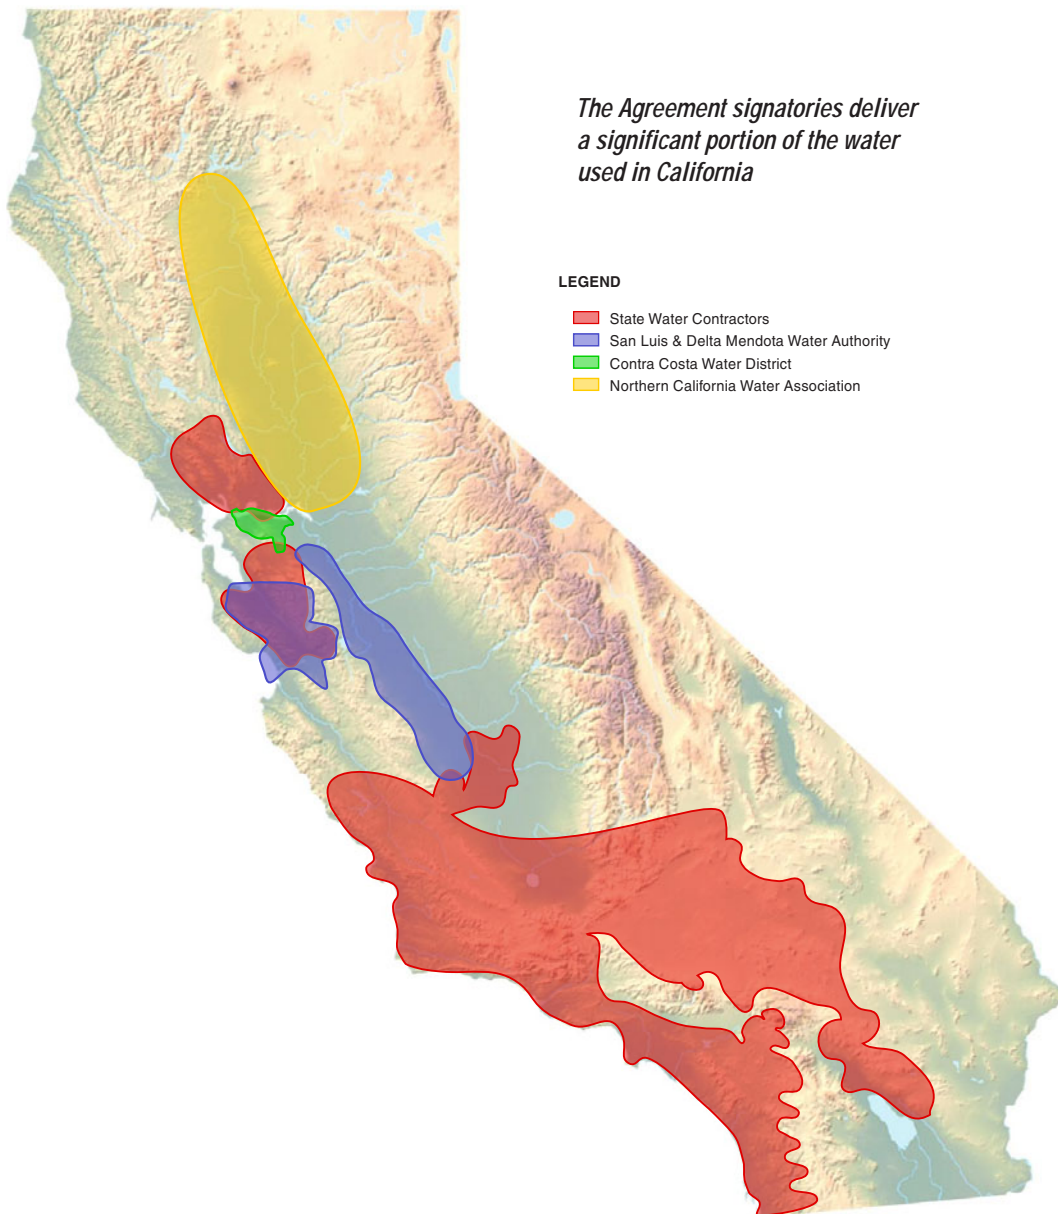 The Agreement signatories deliver
a significant portion of the water
used in California
LEGEND
State Water Contractors
San Luis & Delta Mendota Water Authority
Contra Costa Water District
Northern California Water Association